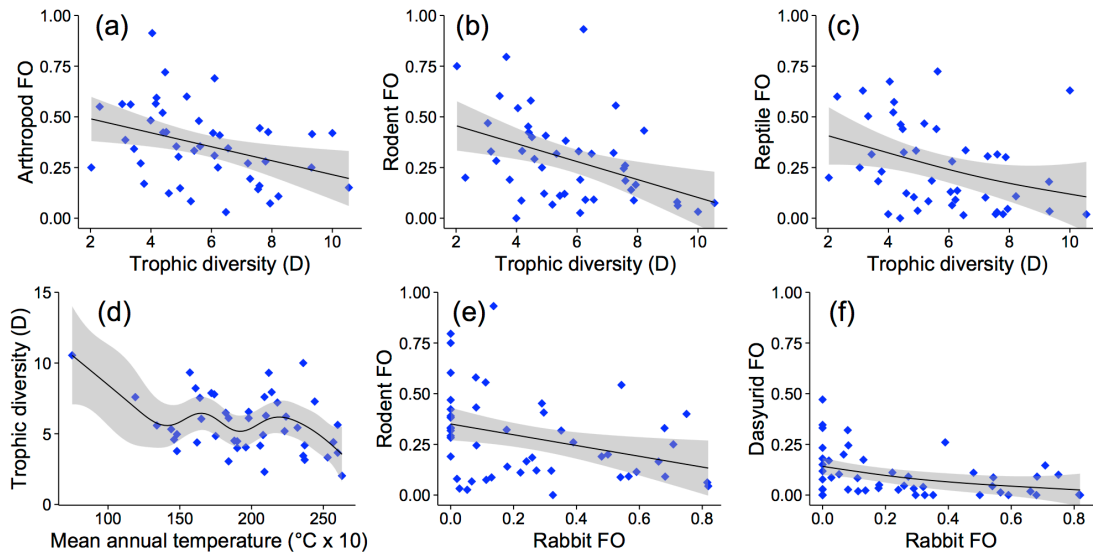 (a)
Arthropod FO
1.00
0.75
0.50
0.25
0.00
2 4 6 8 10
Trophic diversity (D)
(b)
Rodent FO
1.00
0.75
0.50
0.25
0.00
2 4 6 8 10
Trophic diversity (D)
(c)
Reptile FO
1.00
0.75
0.50
0.25
0.00
2 4 6 8 10
Trophic diversity (D)
(d)
Trophic diversity (D)
15
10
5
0
100 150 200 250
Mean annual temperature (°C x 10)
(e)
Rodent FO
1.00
0.75
0.50
0.25
0.00
0.0 0.2 0.4 0.6 0.8
Rabbit FO
(f)
Dasyurid FO
1.00
0.75
0.50
0.25
0.00
0.0 0.2 0.4 0.6 0.8
Rabbit FO